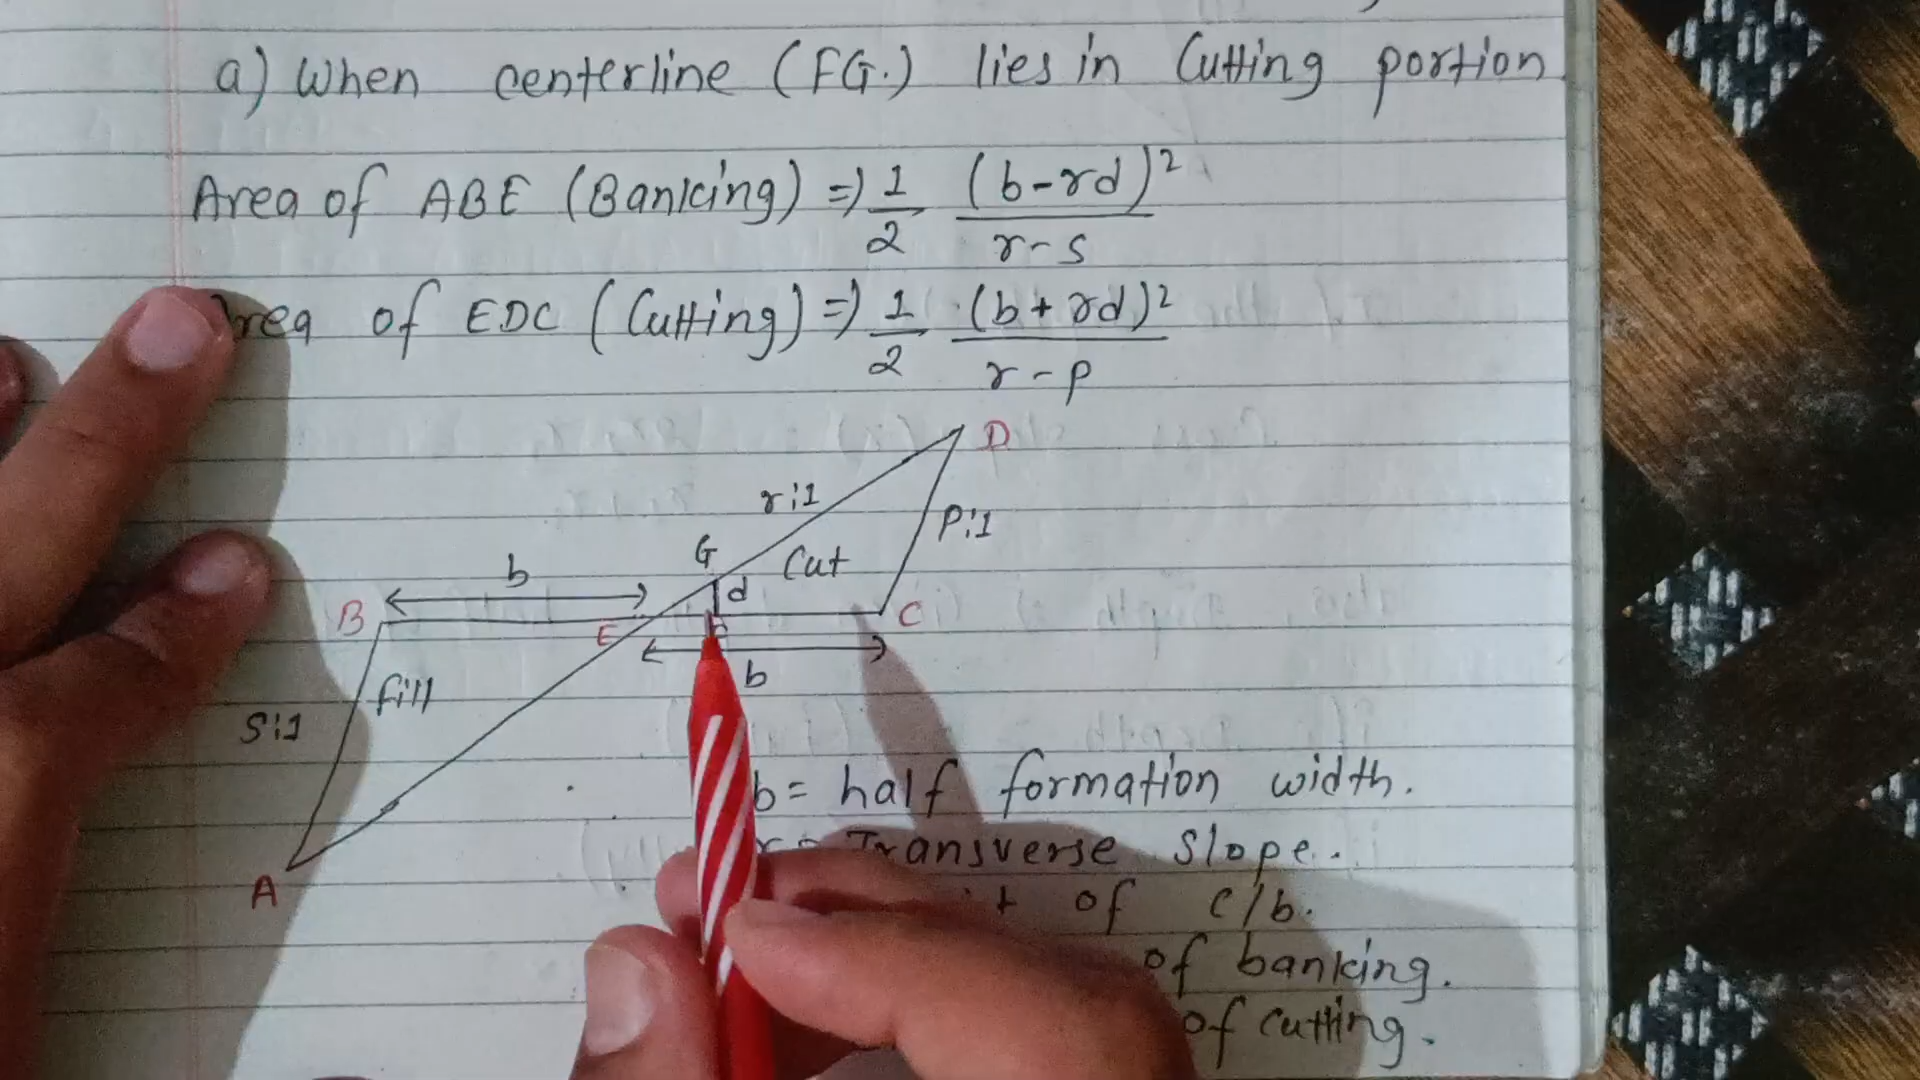 a) When centerline (FG.) lies in Cutting portion
Area of ABE (Banking) => 1/2 (b-rd)²/r-s
Area of EDC (Cutting) => 1/2 (b+rd)²/r-p
D
r:1
P:1
G
Cut
b
d
B
E
C
b
fill
S:1
A
b = half formation width.
Transverse slope.
of c/b.
of banking.
of cutting.